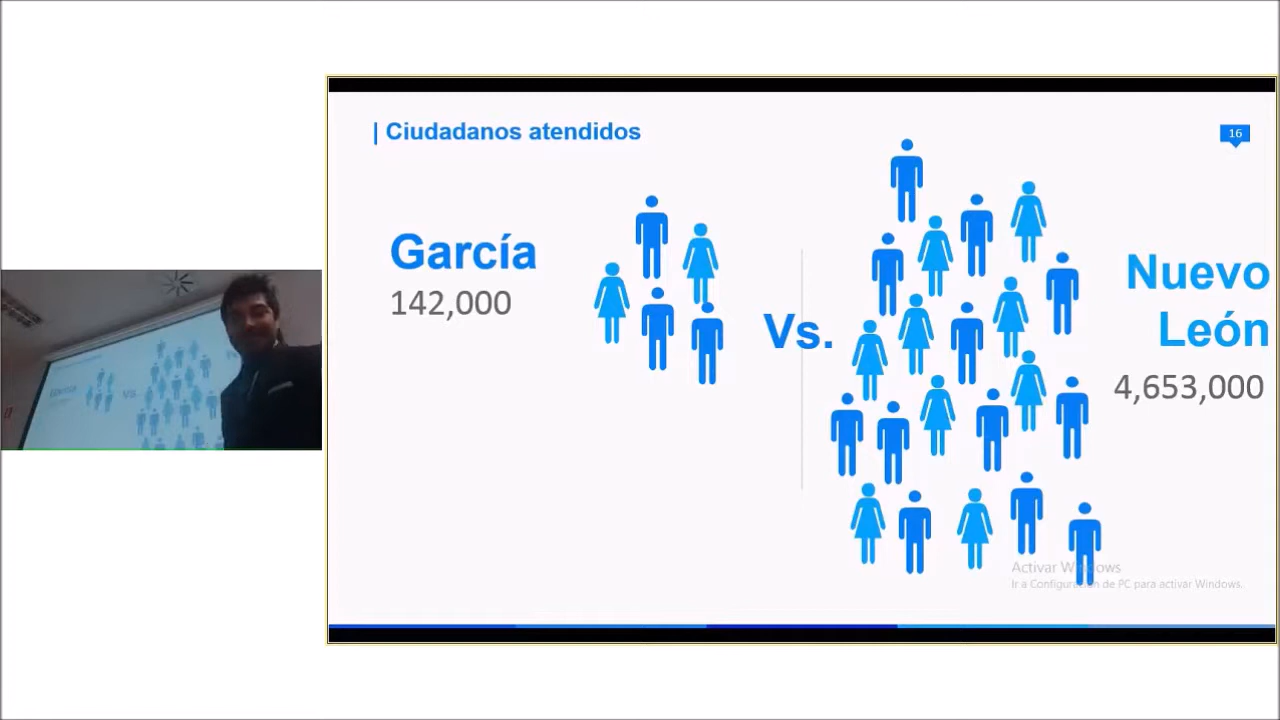 | Ciudadanos atendidos
16
García
142,000
Vs.
Nuevo
León
4,653,000
Activar Windows
Ir a Configuración de PC para activar Windows.